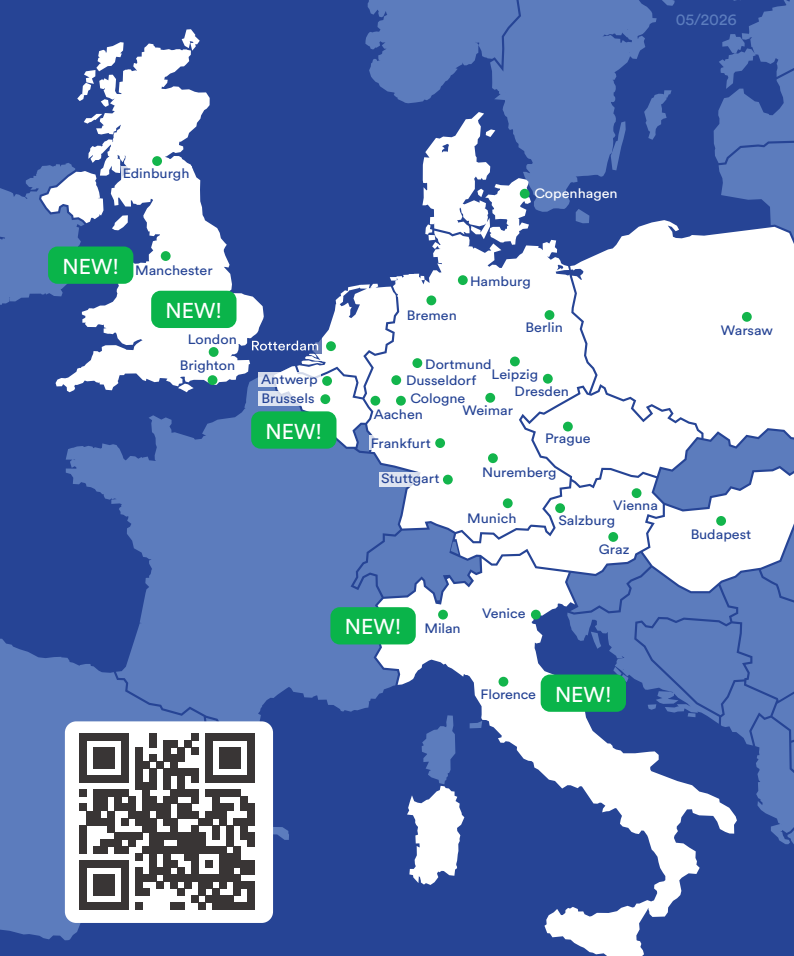 05/2026
Edinburgh
Copenhagen
NEW!
Manchester
Hamburg
NEW!
Bremen
Berlin
Warsaw
London
Rotterdam
Brighton
Dortmund
Leipzig
Antwerp
Dusseldorf
Dresden
Brussels
Cologne
Weimar
Aachen
NEW!
Frankfurt
Prague
Nuremberg
Stuttgart
Vienna
Munich
Salzburg
Budapest
Graz
Venice
NEW!
Milan
Florence
NEW!